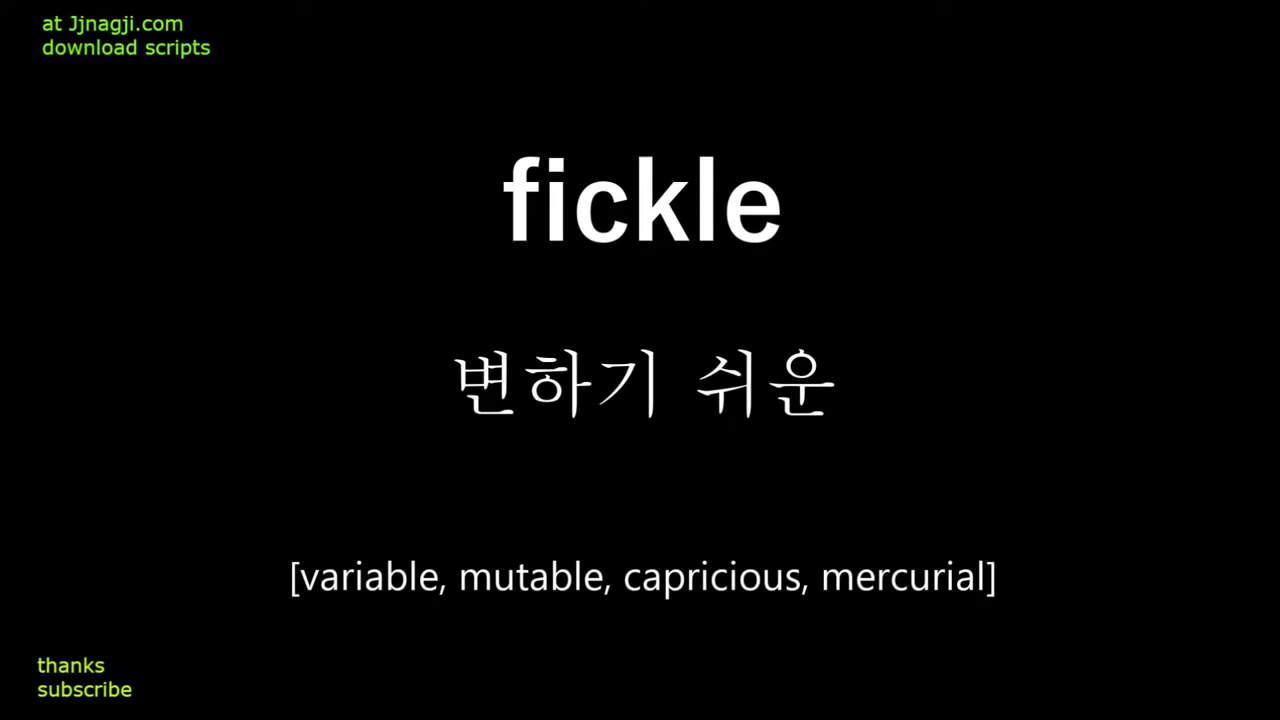 at Jjnagji.com
download scripts
fickle
변하기 쉬운
[variable, mutable, capricious, mercurial]
thanks
subscribe